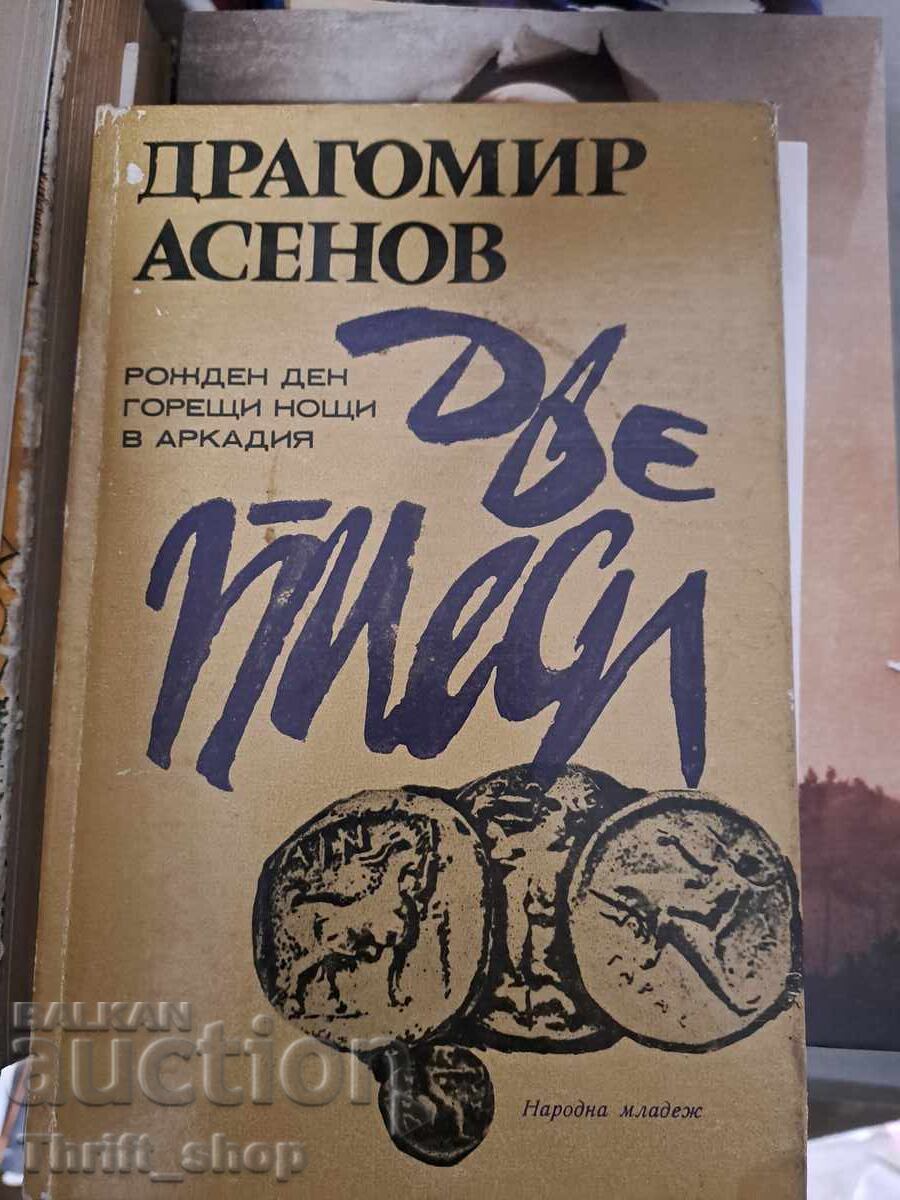 ДРАГОМИР
АСЕНОВ
ДВЕ
пиеси
РОЖДЕН ДЕН
ГОРЕЩИ НОЩИ
В АРКАДИЯ
Народна младеж
BALKAN
auction
Thrift_shop